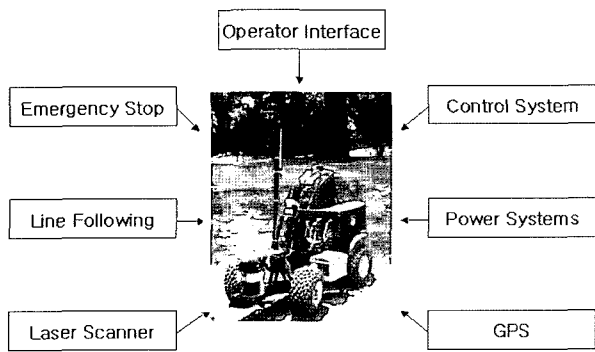 Operator Interface
Emergency Stop
Control System
Line Following
Power Systems
Laser Scanner
GPS